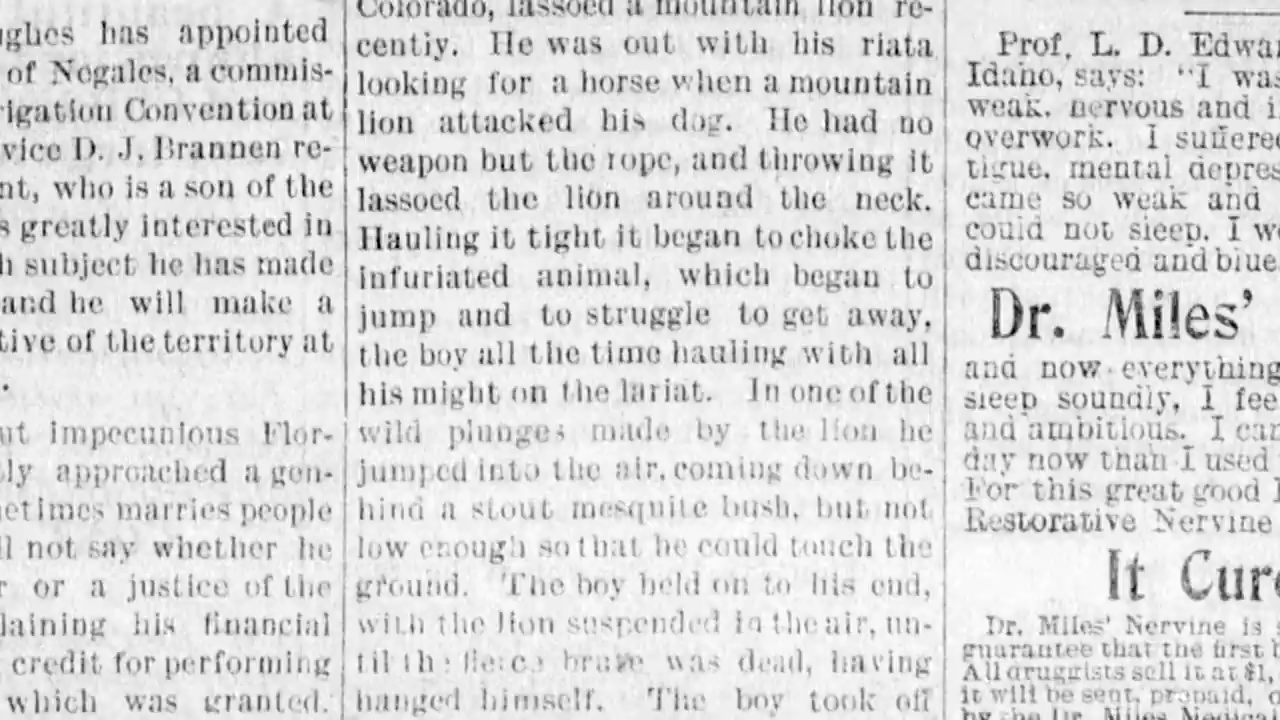 ughes has appointed
of Nogales, a commis-
rigation Convention at
vice D. J. Brannen re-
nt, who is a son of the
s greatly interested in
h subject he has made
and he will make a
tive of the territory at
ut impecunious Flor-
ly approached a gen-
netimes marries people
ll not say whether he
r or a justice of the
laining his financial
credit for performing
which was granted.
Colorado, lassoed a mountain lion re-
cently. He was out with his riata
looking for a horse when a mountain
lion attacked his dog. He had no
weapon but the rope, and throwing it
lassoed the lion around the neck.
Hauling it tight it began to choke the
infuriated animal, which began to
jump and to struggle to get away,
the boy all the time hauling with all
his might on the lariat. In one of the
wild plunges made by the lion he
jumped into the air, coming down be-
hind a stout mesquite bush, but not
low enough so that he could touch the
ground. The boy held on to his end,
with the lion suspended in the air, un-
til the fierce brute was dead, having
hanged himself. The boy took off
Prof. L. D. Edwa
Idaho, says: "I was
weak, nervous and i
overwork. I suffered
tigue, mental depres
came so weak and
could not sleep. I we
discouraged and blue
Dr. Miles'
and now everything
sleep soundly, I fee
and ambitious. I can
day now than I used
For this great good
Restorative Nervine
It Cure
Dr. Miles' Nervine is
guarantee that the first b
All druggists sell it at $1,
it will be sent, prepaid, o
by the Dr. Miles Medical